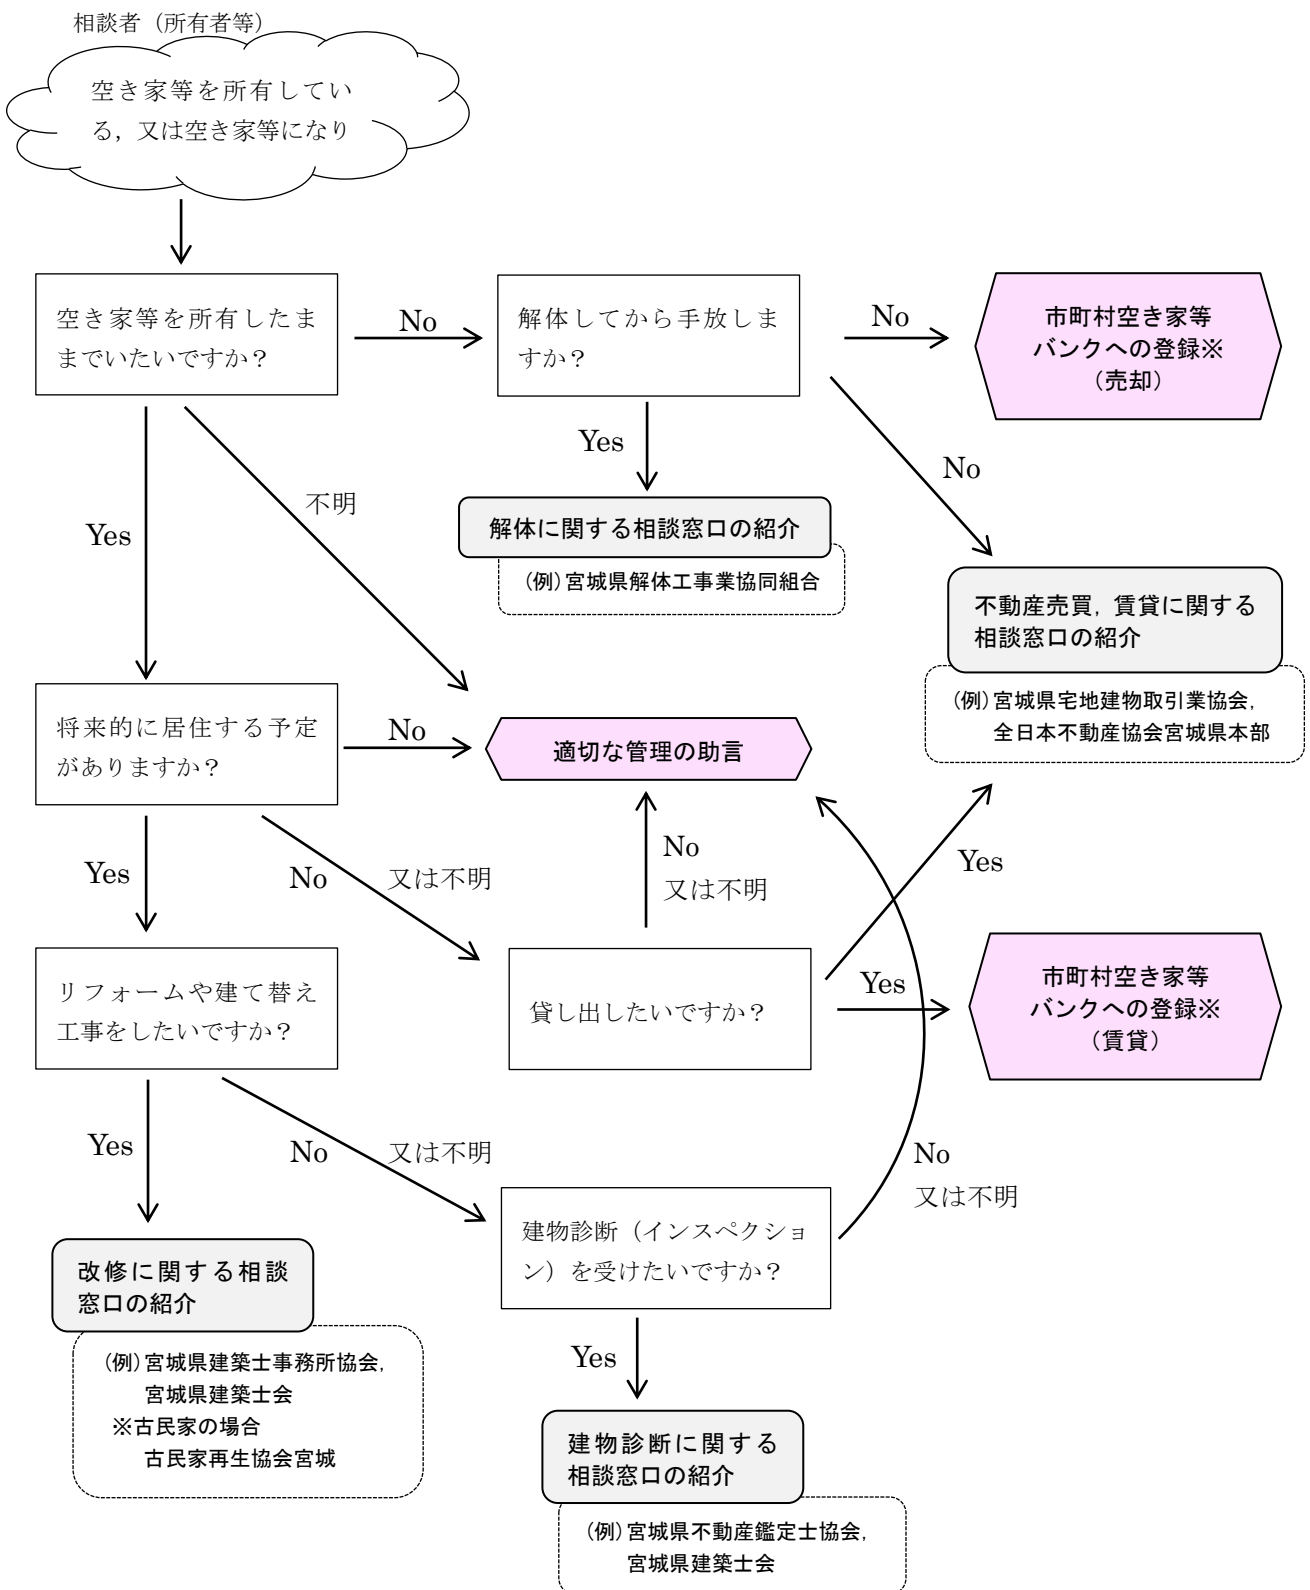 相談者（所有者等）
空き家等を所有してい
る，又は空き家等になり
空き家等を所有したま
までいたいですか？
No
解体してから手放しま
すか？
No
市町村空き家等
バンクへの登録※
（売却）
Yes
不明
Yes
No
解体に関する相談窓口の紹介
（例）宮城県解体工事業協同組合
不動産売買，賃貸に関する
相談窓口の紹介
（例）宮城県宅地建物取引業協会，
全日本不動産協会宮城県本部
将来的に居住する予定
がありますか？
No
適切な管理の助言
Yes
No 又は不明
No
又は不明
Yes
リフォームや建て替え
工事をしたいですか？
貸し出したいですか？
Yes
市町村空き家等
バンクへの登録※
（賃貸）
Yes
No 又は不明
No
又は不明
建物診断（インスペクショ
ン）を受けたいですか？
改修に関する相談
窓口の紹介
（例）宮城県建築士事務所協会，
宮城県建築士会
※古民家の場合
古民家再生協会宮城
Yes
建物診断に関する
相談窓口の紹介
（例）宮城県不動産鑑定士協会，
宮城県建築士会